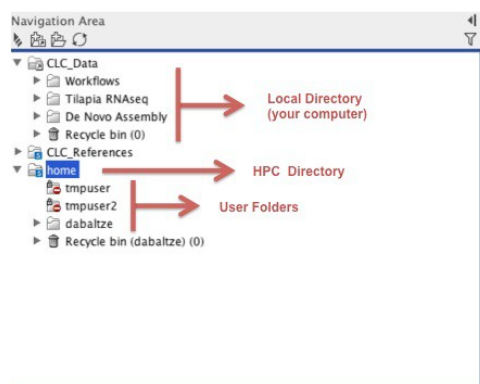 Navigation Area
CLC_Data
Workflows
Tilapia RNAseq
De Novo Assembly
Recycle bin (0)
Local Directory
(your computer)
CLC_References
home
HPC Directory
tmpuser
tmpuser2
User Folders
dabaltze
Recycle bin (dabaltze) (0)